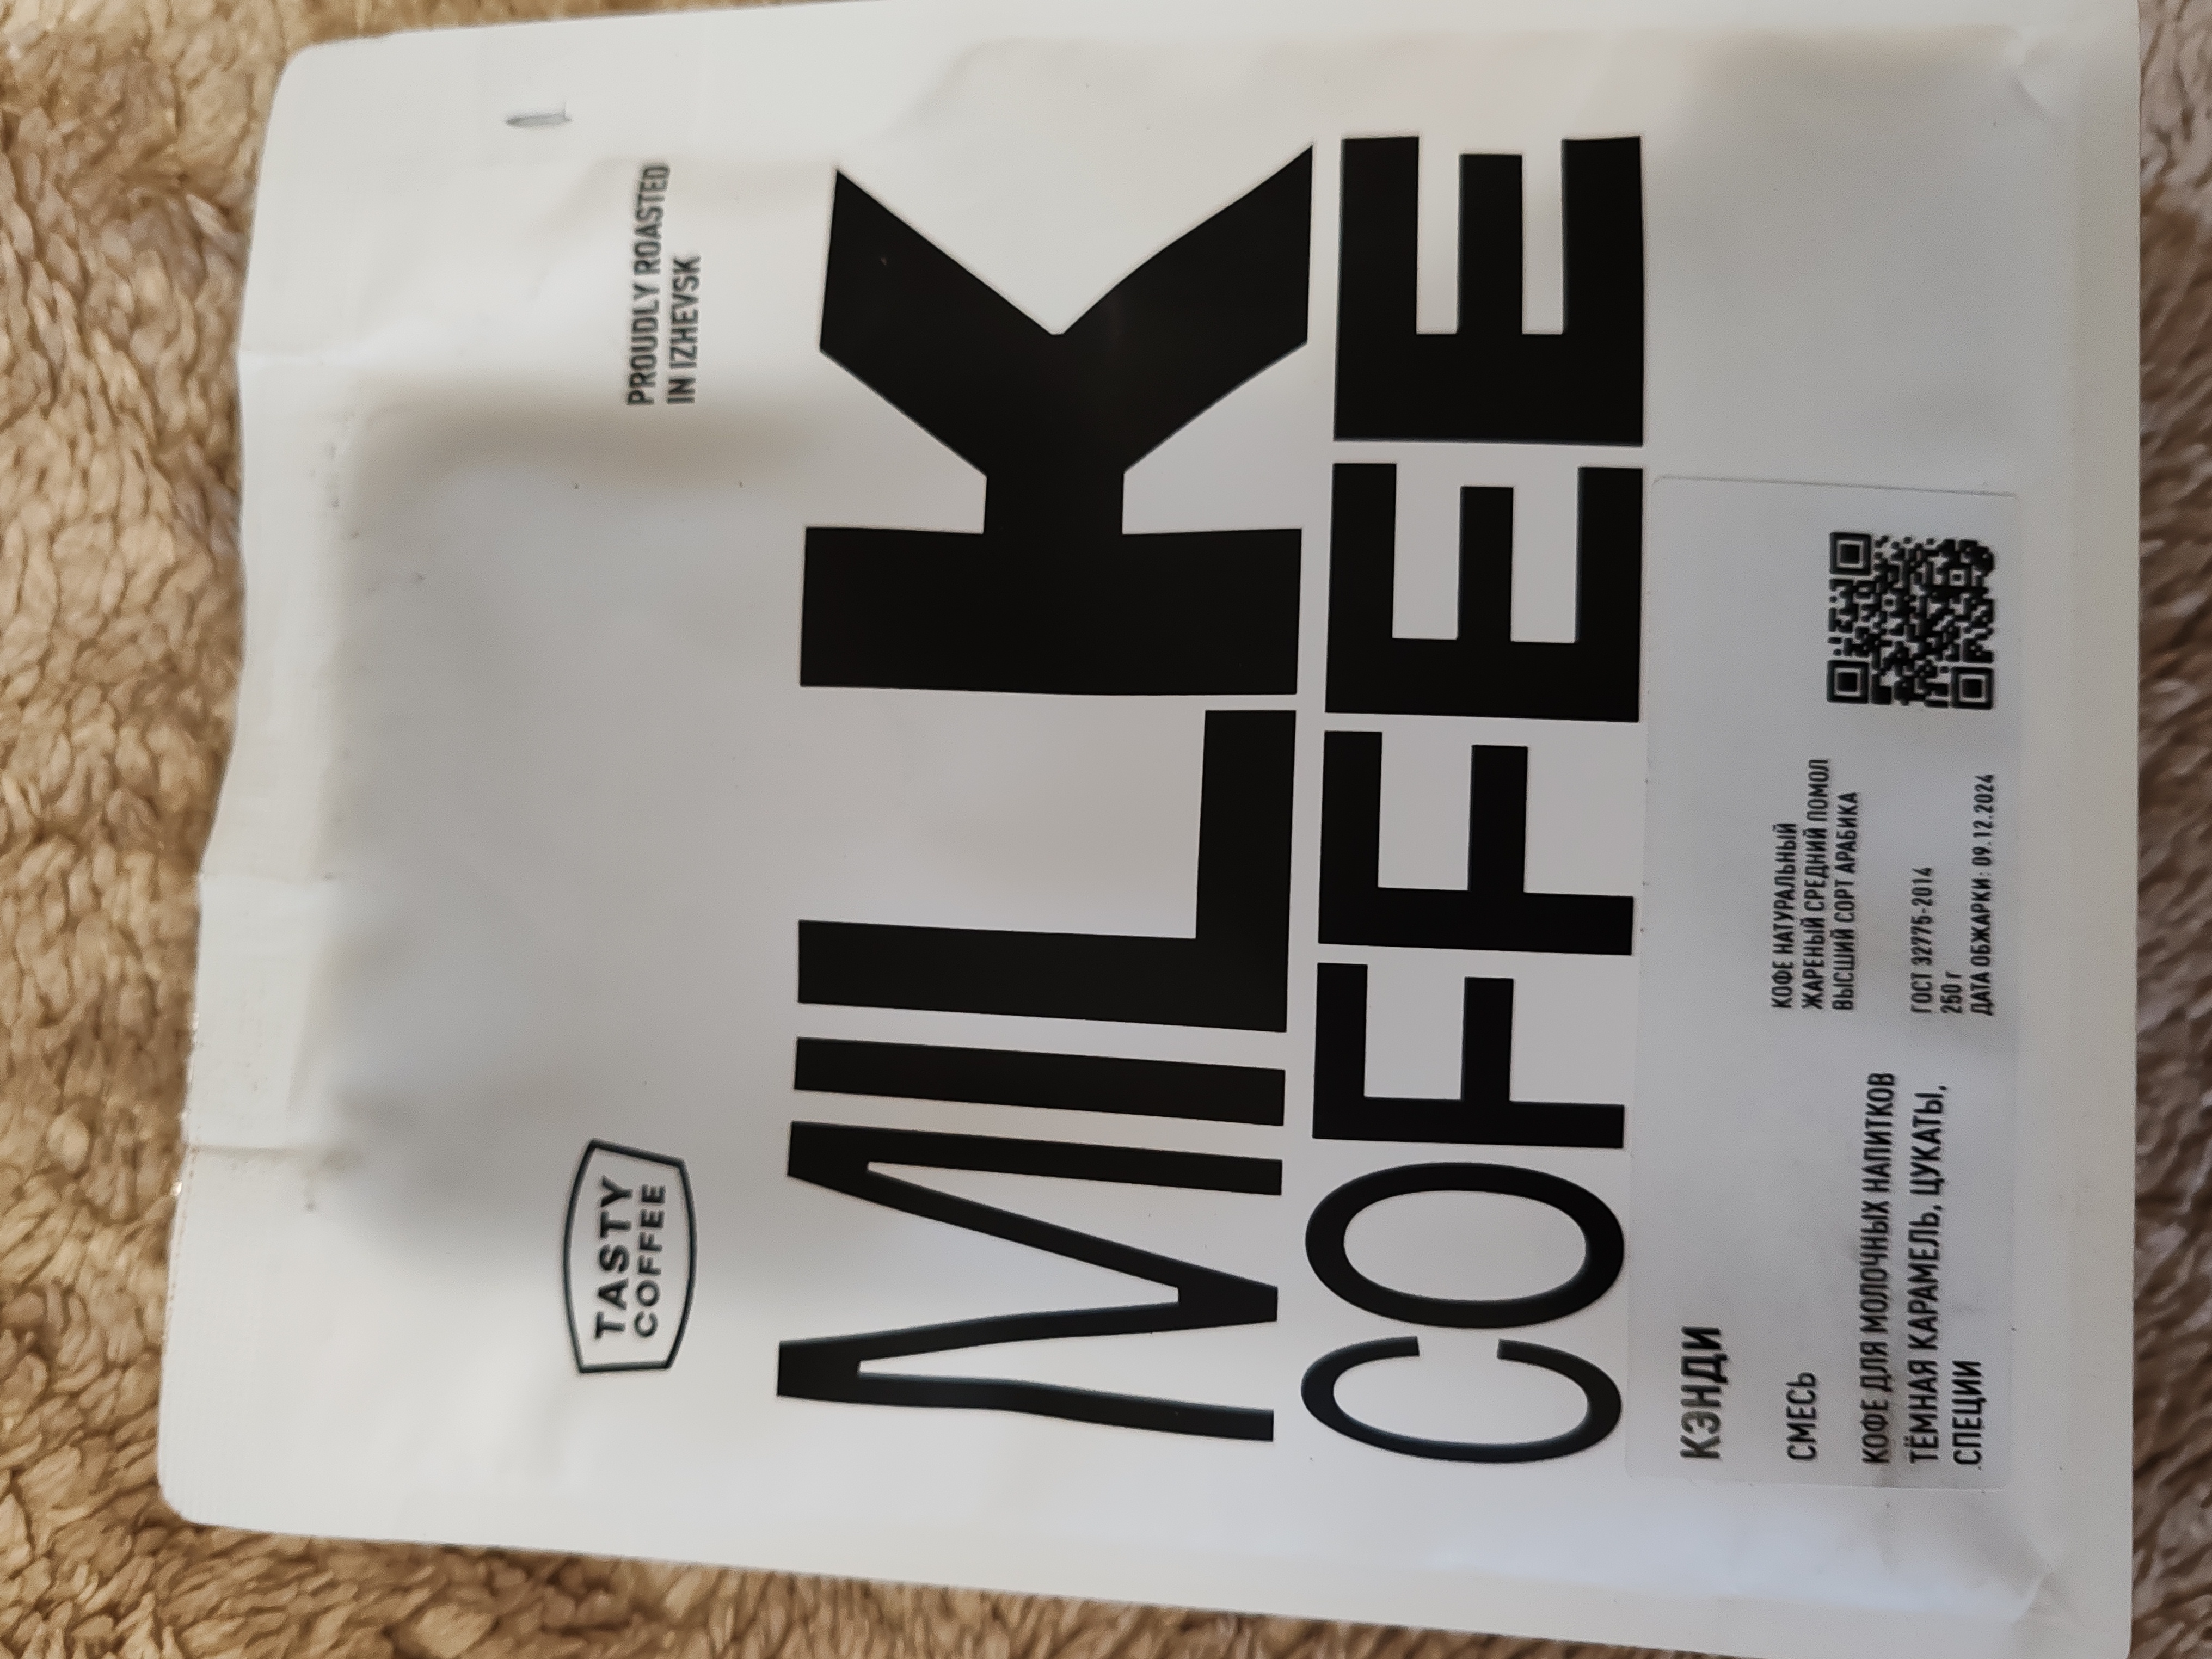 TASTY
COFFEE
PROUDLY ROASTED
IN IZHEVSK
MILK
COFFEE
КЭНДИ
СМЕСЬ
КОФЕ ДЛЯ МОЛОЧНЫХ НАПИТКОВ
ТЁМНАЯ КАРАМЕЛЬ, ЦУКАТЫ,
СПЕЦИИ
КОФЕ НАТУРАЛЬНЫЙ
ЖАРЕНЫЙ СРЕДНИЙ ПОМОЛ
ВЫСШИЙ СОРТ АРАБИКА
ГОСТ 32775-2014
250 г
ДАТА ОБЖАРКИ: 09.12.2024